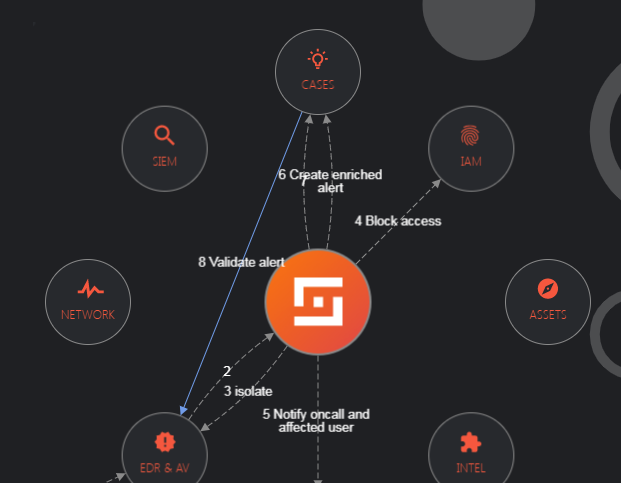 CASES
SIEM
IAM
6 Create enriched
alert
7
4 Block access
8 Validate alert
NETWORK
ASSETS
2
3 isolate
5 Notify oncall and
affected user
EDR & AV
INTEL